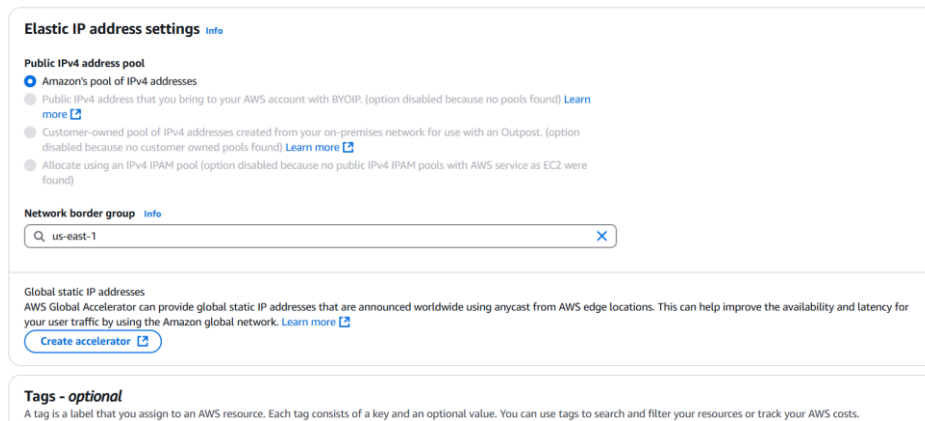 Elastic IP address settings Info
Public IPv4 address pool
Amazon's pool of IPv4 addresses
Public IPv4 address that you bring to your AWS account with BYOIP. (option disabled because no pools found) Learn
more
Customer-owned pool of IPv4 addresses created from your on-premises network for use with an Outpost. (option
disabled because no customer owned pools found) Learn more
Allocate using an IPv4 IPAM pool (option disabled because no public IPv4 IPAM pools with AWS service as EC2 were
found)
Network border group Info
us-east-1
Global static IP addresses
AWS Global Accelerator can provide global static IP addresses that are announced worldwide using anycast from AWS edge locations. This can help improve the availability and latency for
your user traffic by using the Amazon global network. Learn more
Create accelerator
Tags - optional
A tag is a label that you assign to an AWS resource. Each tag consists of a key and an optional value. You can use tags to search and filter your resources or track your AWS costs.